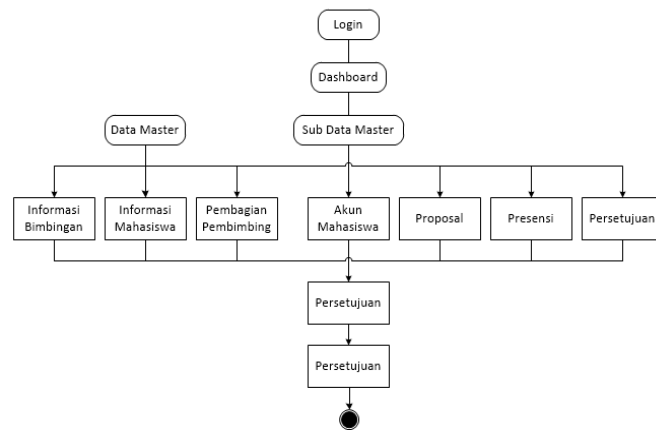 Login
Dashboard
Data Master
Sub Data Master
Informasi
Bimbingan
Informasi
Mahasiswa
Pembagian
Pembimbing
Akun
Mahasiswa
Proposal
Presensi
Persetujuan
Persetujuan
Persetujuan